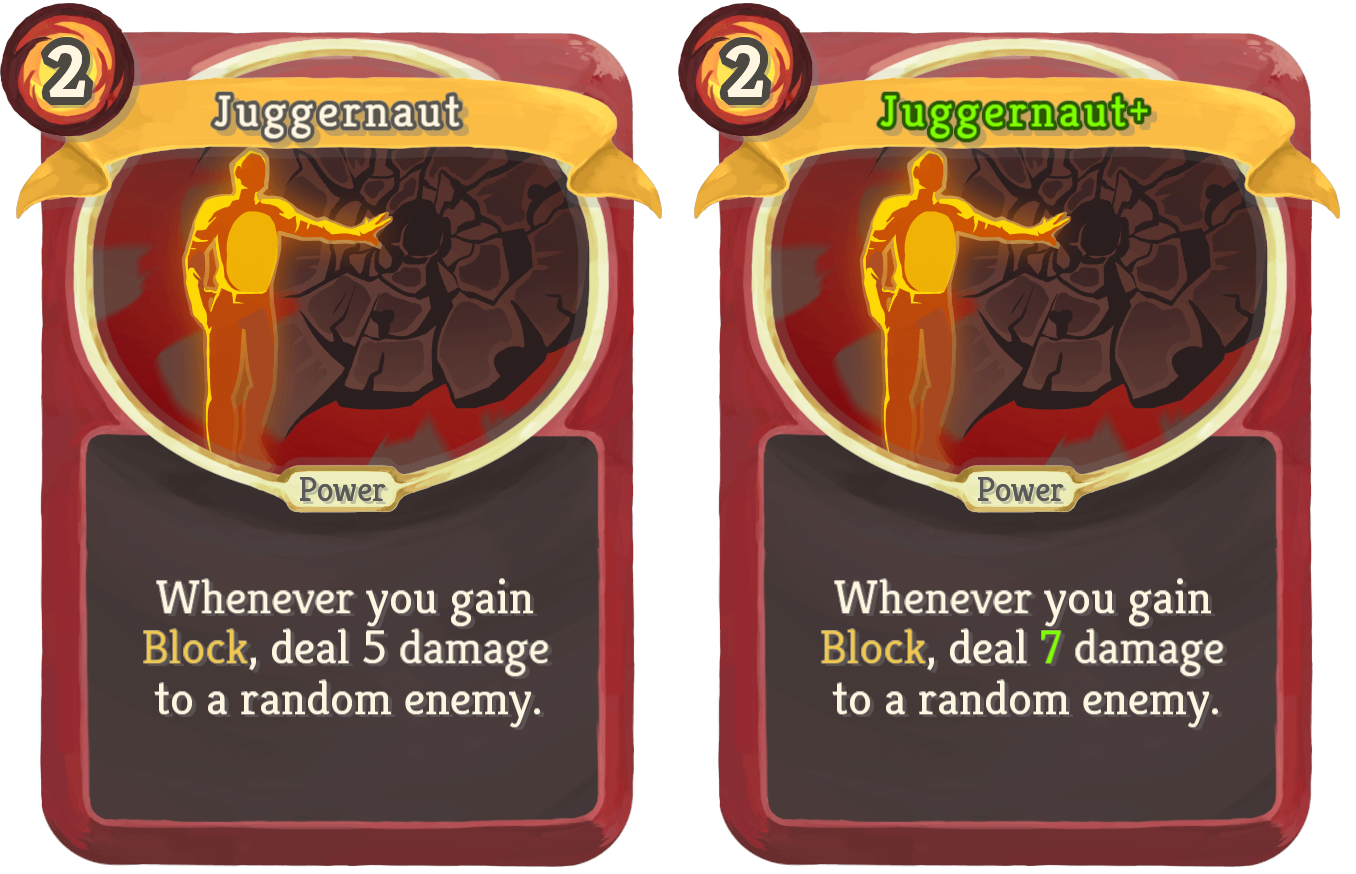 2
Juggernaut
Power
Whenever you gain
Block, deal 5 damage
to a random enemy.
2
Juggernaut+
Power
Whenever you gain
Block, deal 7 damage
to a random enemy.